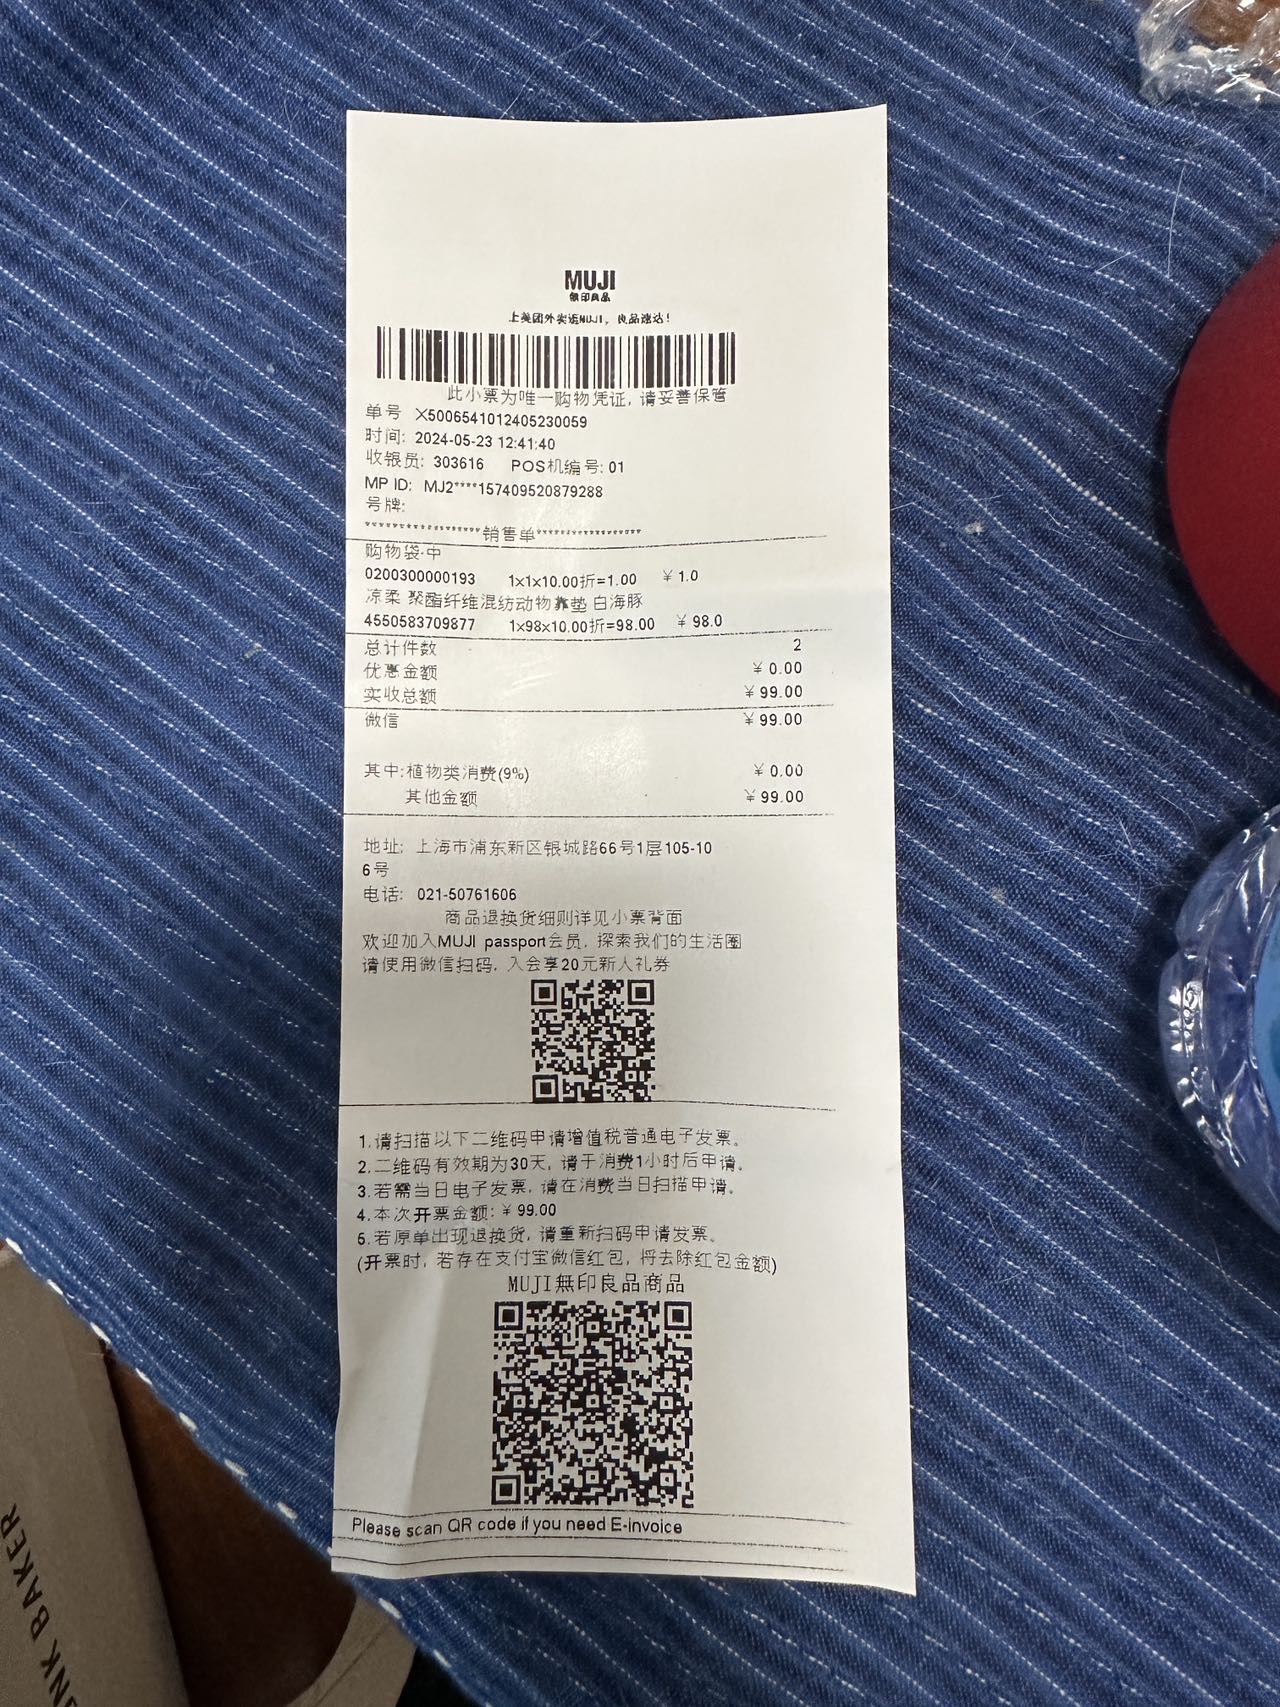 MUJI
無印良品
上美团外卖逛MUJI，良品速达！
此小票为唯一购物凭证，请妥善保管
单号 X5006541012405230059
时间: 2024-05-23 12:41:40
收银员: 303616 POS机编号: 01
MP ID: MJ2****157409520879288
号牌:
******************销售单******************
购物袋·中
0200300000193 1x1x10.00折=1.00 ¥1.0
凉柔 聚酯纤维混纺动物靠垫 白海豚
4550583709877 1x98x10.00折=98.00 ¥98.0
总计件数 2
优惠金额 ¥0.00
实收总额 ¥99.00
微信 ¥99.00
其中:植物类消费(9%) ¥0.00
其他金额 ¥99.00
地址: 上海市浦东新区银城路66号1层105-10
6号
电话: 021-50761606
商品退换货细则详见小票背面
欢迎加入MUJI passport会员，探索我们的生活圈
请使用微信扫码，入会享20元新人礼券
1.请扫描以下二维码申请增值税普通电子发票。
2.二维码有效期为30天，请于消费1小时后申请。
3.若需当日电子发票，请在消费当日扫描申请。
4.本次开票金额: ¥99.00
5.若原单出现退换货，请重新扫码申请发票。
(开票时，若存在支付宝微信红包，将去除红包金额)
MUJI無印良品商品
Please scan QR code if you need E-invoice
BAKER